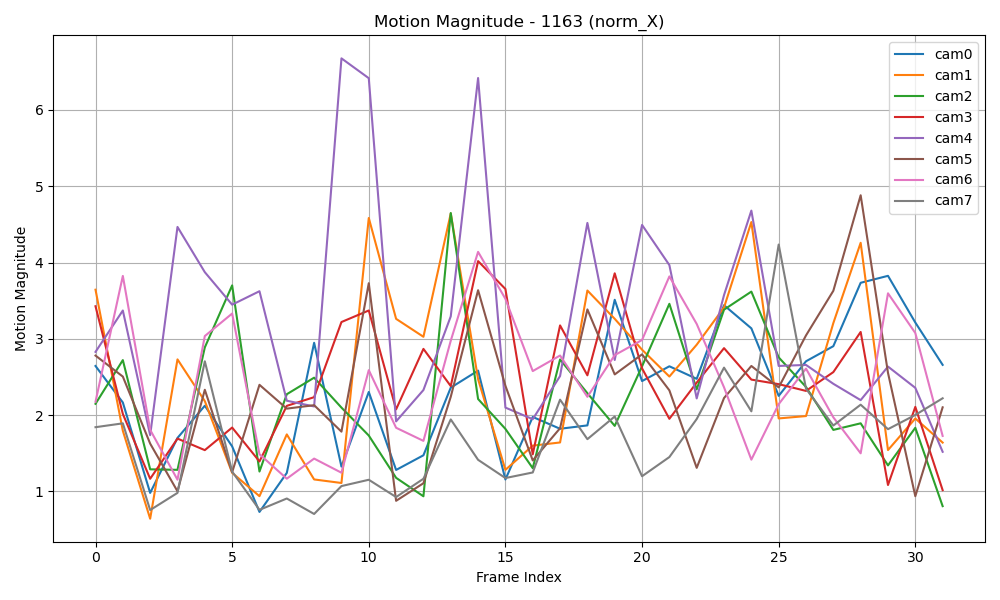 Motion Magnitude - 1163 (norm_X)
cam0
cam1
cam2
cam3
cam4
cam5
cam6
cam7
Motion Magnitude
6
5
4
3
2
1
0 5 10 15 20 25 30
Frame Index